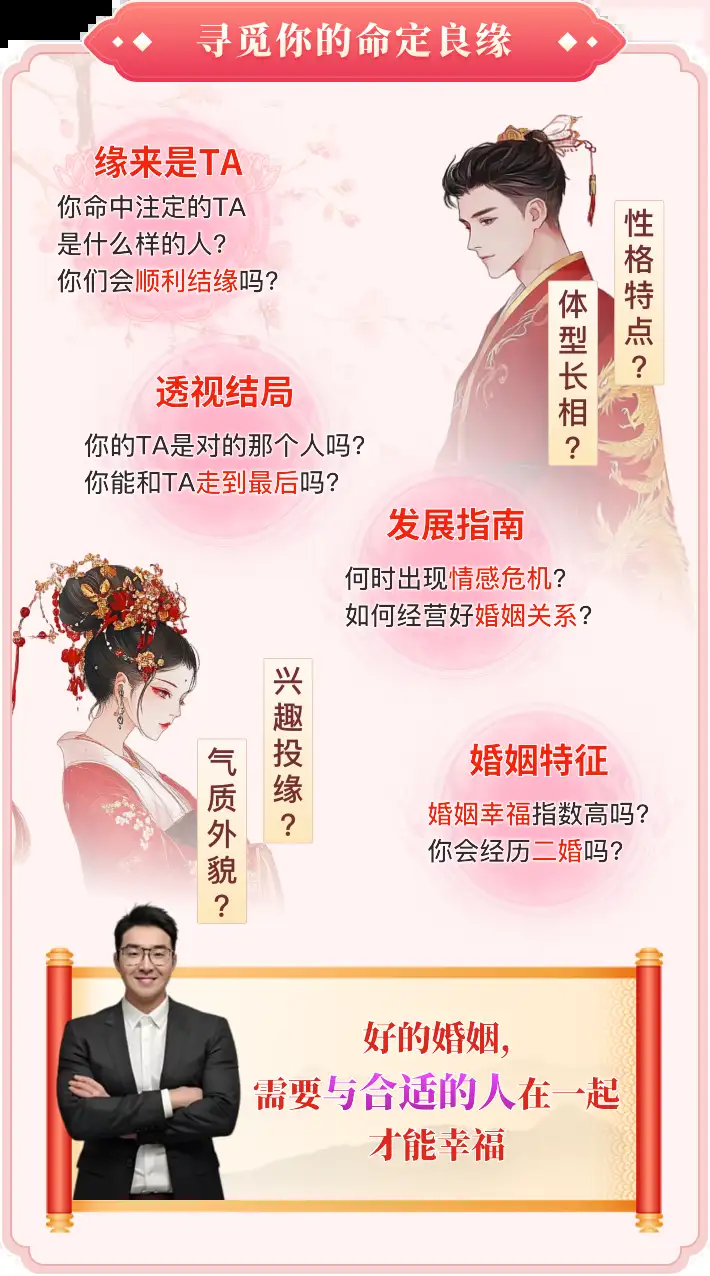 寻觅你的命定良缘
缘来是TA
你命中注定的TA
是什么样的人?
你们会顺利结缘吗?
性格特点?
体型长相?
透视结局
你的TA是对的那个人吗?
你能和TA走到最后吗?
发展指南
何时出现情感危机?
如何经营好婚姻关系?
兴趣投缘?
气质外貌?
婚姻特征
婚姻幸福指数高吗?
你会经历二婚吗?
好的婚姻,
需要与合适的人在一起
才能幸福